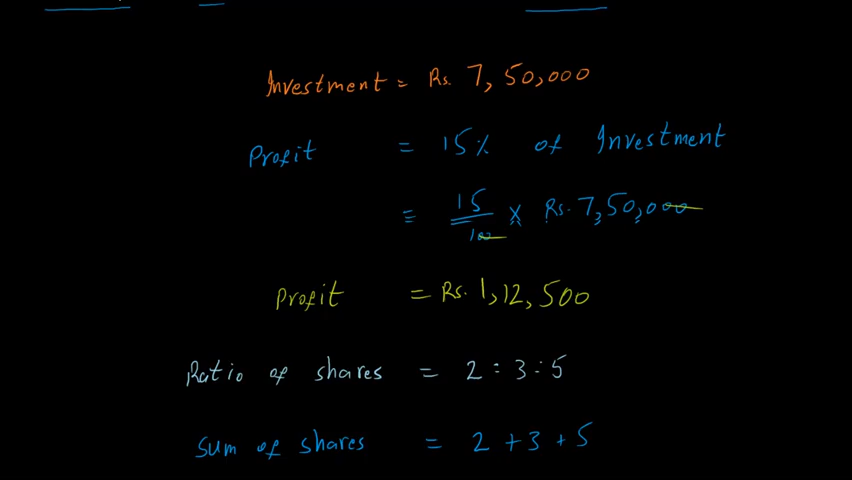 Investment = Rs. 7,50,000
Profit = 15% of Investment
= 15/100 × Rs. 7,50,000
Profit = Rs. 1,12,500
Ratio of shares = 2 : 3 : 5
Sum of shares = 2 + 3 + 5